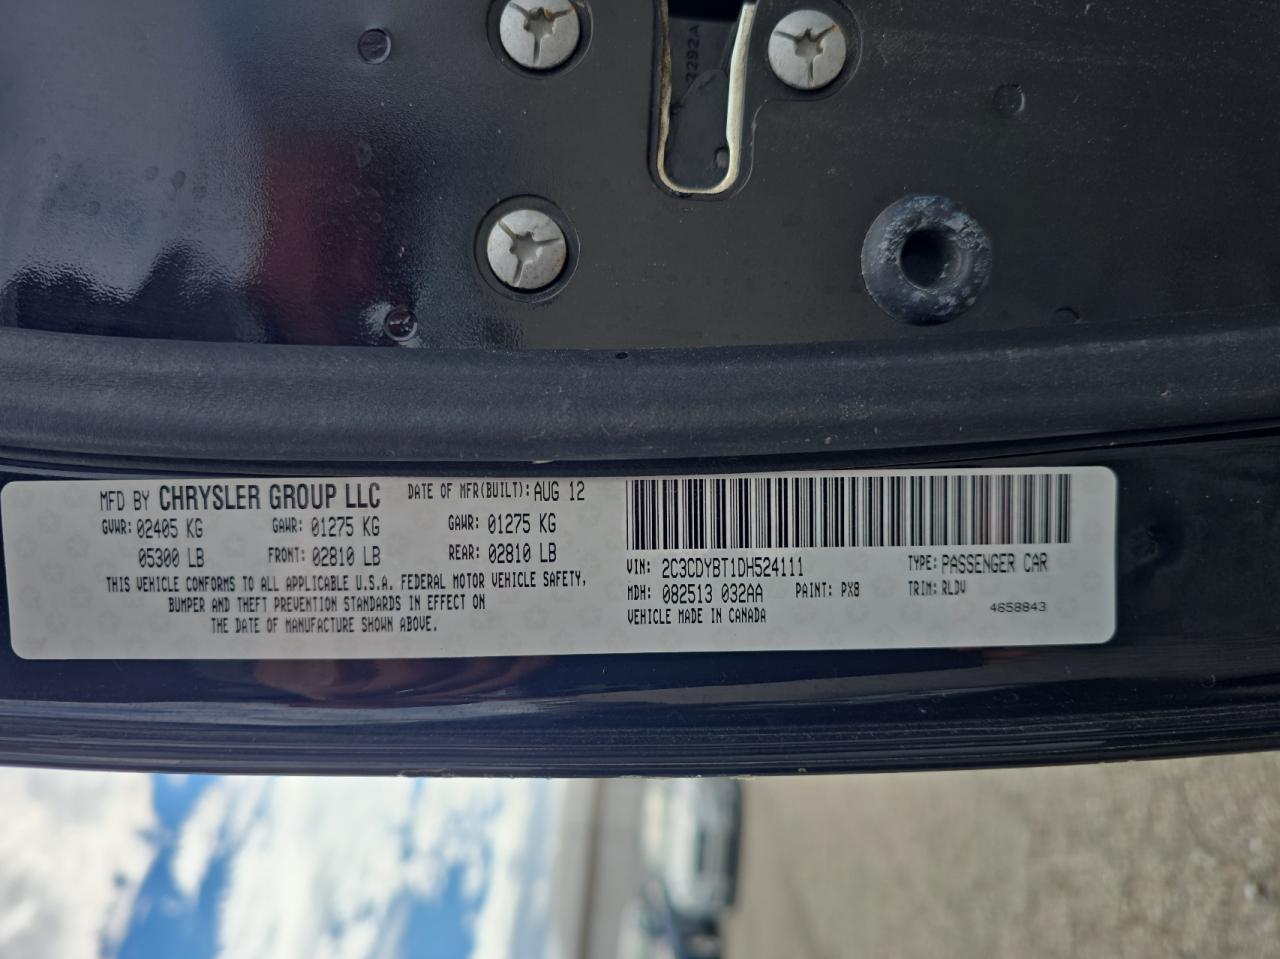 2292A
MFD BY CHRYSLER GROUP LLC DATE OF MFR(BUILT): AUG 12
GVWR: 02405 KG GAWR: 01275 KG GAWR: 01275 KG
05300 LB FRONT: 02810 LB REAR: 02810 LB
THIS VEHICLE CONFORMS TO ALL APPLICABLE U.S.A. FEDERAL MOTOR VEHICLE SAFETY,
BUMPER AND THEFT PREVENTION STANDARDS IN EFFECT ON
THE DATE OF MANUFACTURE SHOWN ABOVE.
VIN: 2C3CDYBT1DH524111 TYPE: PASSENGER CAR
MDH: 082513 032AA PAINT: PX8 TRIM: RLDV
VEHICLE MADE IN CANADA 4658843